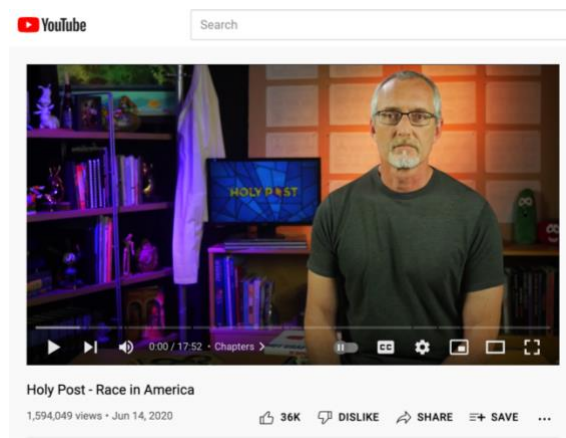 YouTube
Search
HOLY POST
0:00 / 17:52 • Chapters >
CC
Holy Post - Race in America
1,594,049 views • Jun 14, 2020
36K DISLIKE SHARE SAVE ...